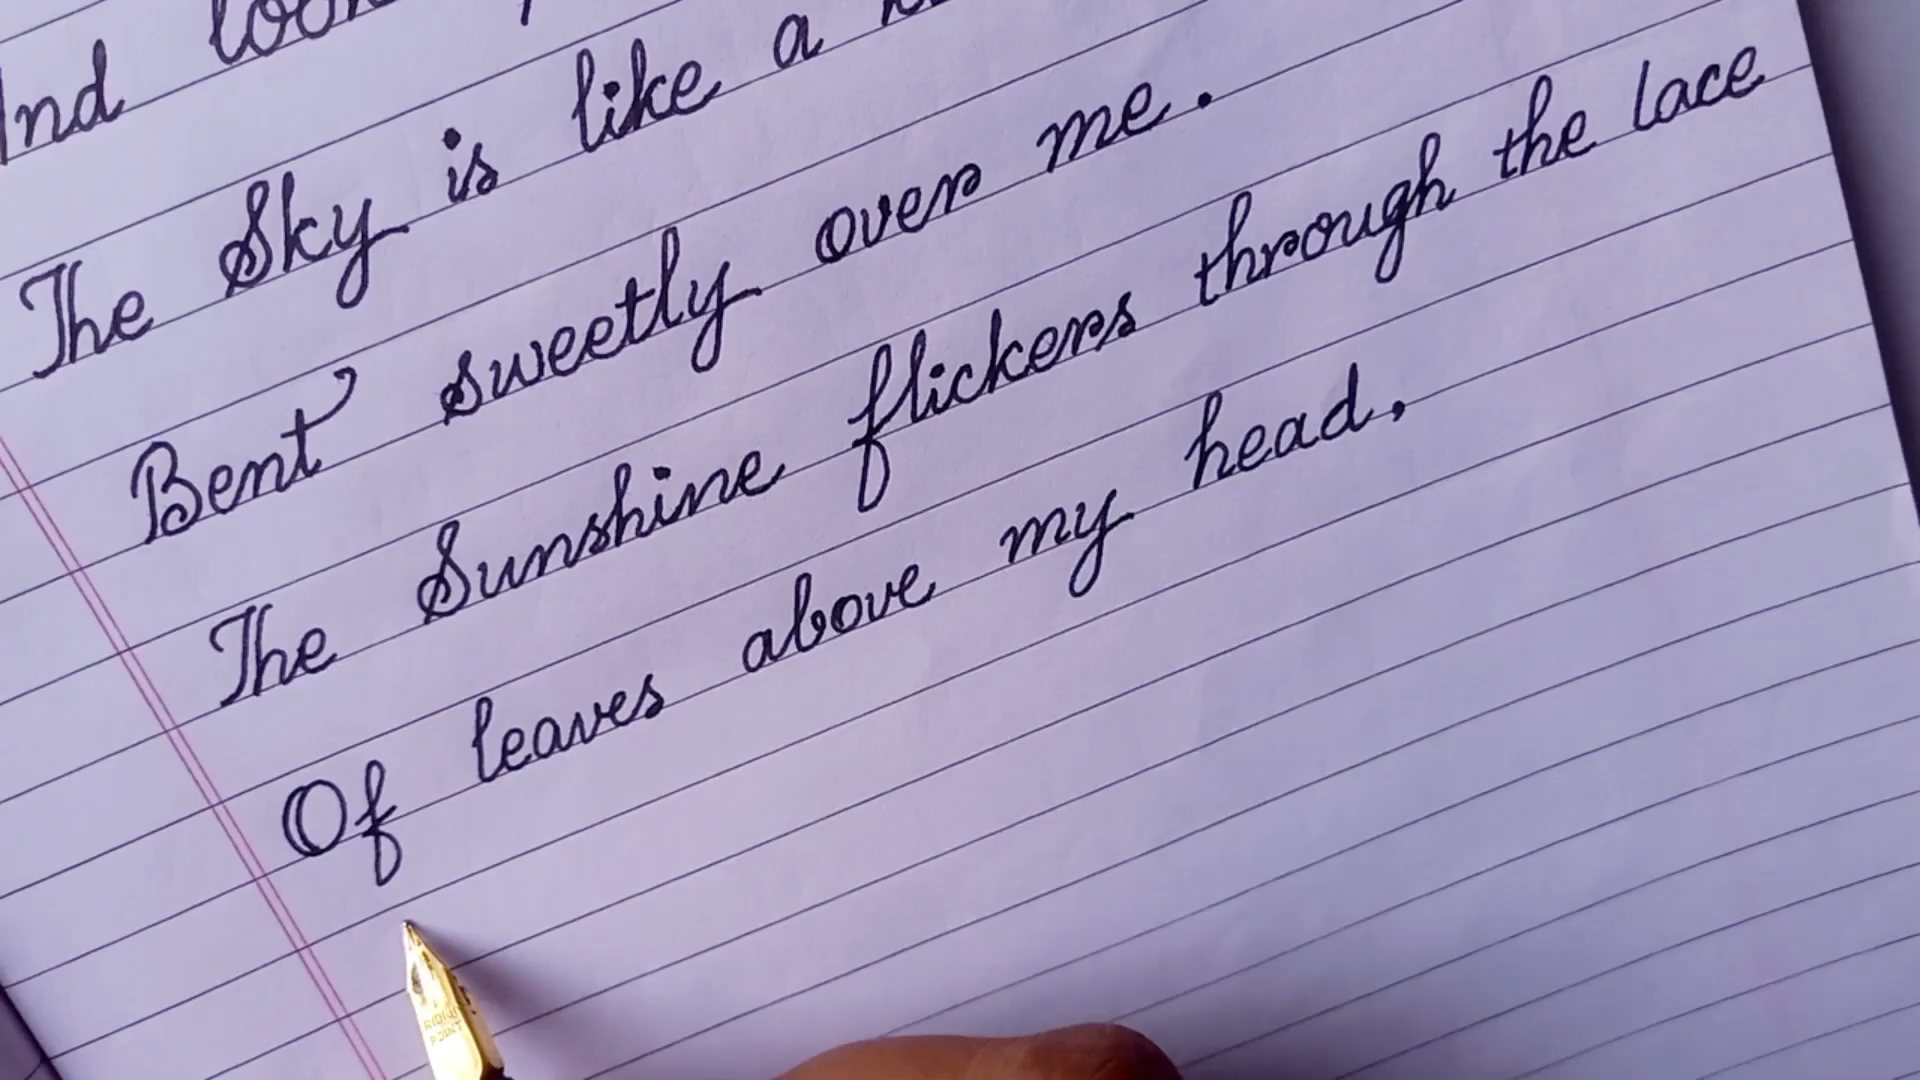 The Sky is like a
Bent sweetly over me.
The Sunshine flickers through the lace
Of leaves above my head.